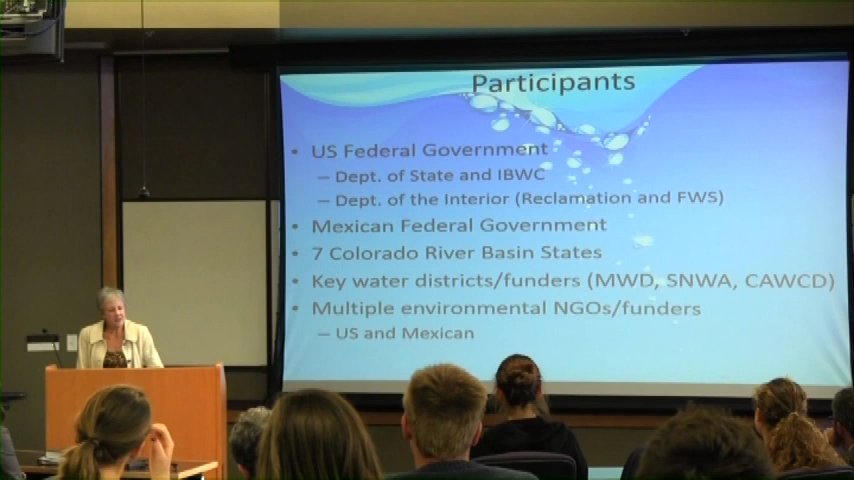 Participants
• US Federal Government
– Dept. of State and IBWC
– Dept. of the Interior (Reclamation and FWS)
• Mexican Federal Government
• 7 Colorado River Basin States
• Key water districts/funders (MWD, SNWA, CAWCD)
• Multiple environmental NGOs/funders
– US and Mexican